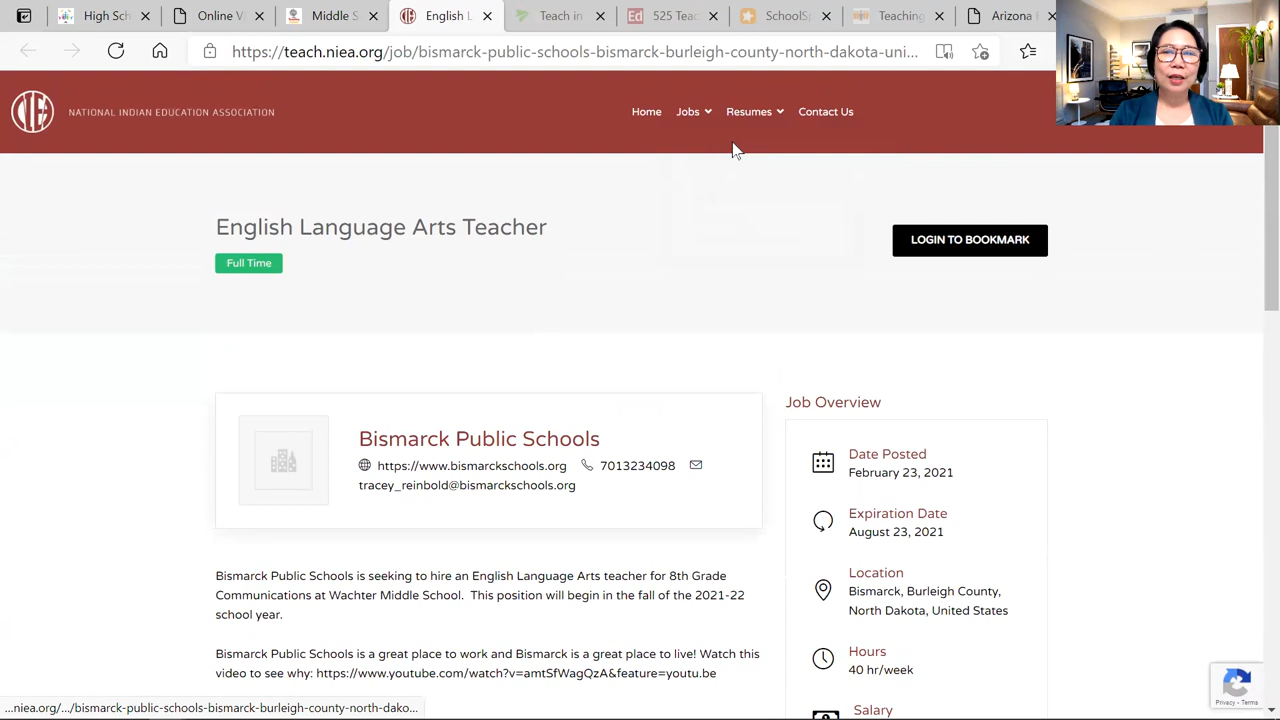 High Sch
Online V
Middle S
English L
Teach in
525 Teac
SchoolSp
Teaching
Arizona
https://teach.niea.org/job/bismarck-public-schools-bismarck-burleigh-county-north-dakota-uni...
NATIONAL INDIAN EDUCATION ASSOCIATION
Home Jobs Resumes Contact Us
English Language Arts Teacher
Full Time
LOGIN TO BOOKMARK
Bismarck Public Schools
https://www.bismarckschools.org 7013234098
tracey_reinbold@bismarckschools.org
Bismarck Public Schools is seeking to hire an English Language Arts teacher for 8th Grade
Communications at Wachter Middle School. This position will begin in the fall of the 2021-22
school year.
Bismarck Public Schools is a great place to work and Bismarck is a great place to live! Watch this
video to see why: https://www.youtube.com/watch?v=amtSfWagQzA&feature=youtu.be
Job Overview
Date Posted
February 23, 2021
Expiration Date
August 23, 2021
Location
Bismarck, Burleigh County,
North Dakota, United States
Hours
40 hr/week
Salary
Privacy - Terms
...niea.org/.../bismarck-public-schools-bismarck-burleigh-county-north-dako...